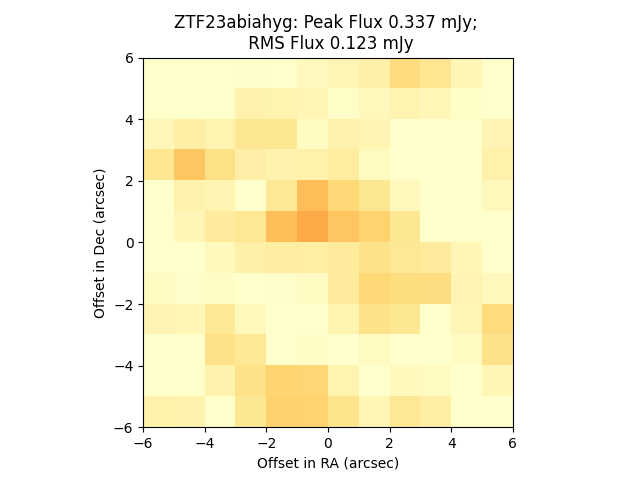 ZTF23abiahyg: Peak Flux 0.337 mJy;
RMS Flux 0.123 mJy
6
4
2
0
−2
−4
−6
Offset in Dec (arcsec)
−6 −4 −2 0 2 4 6
Offset in RA (arcsec)